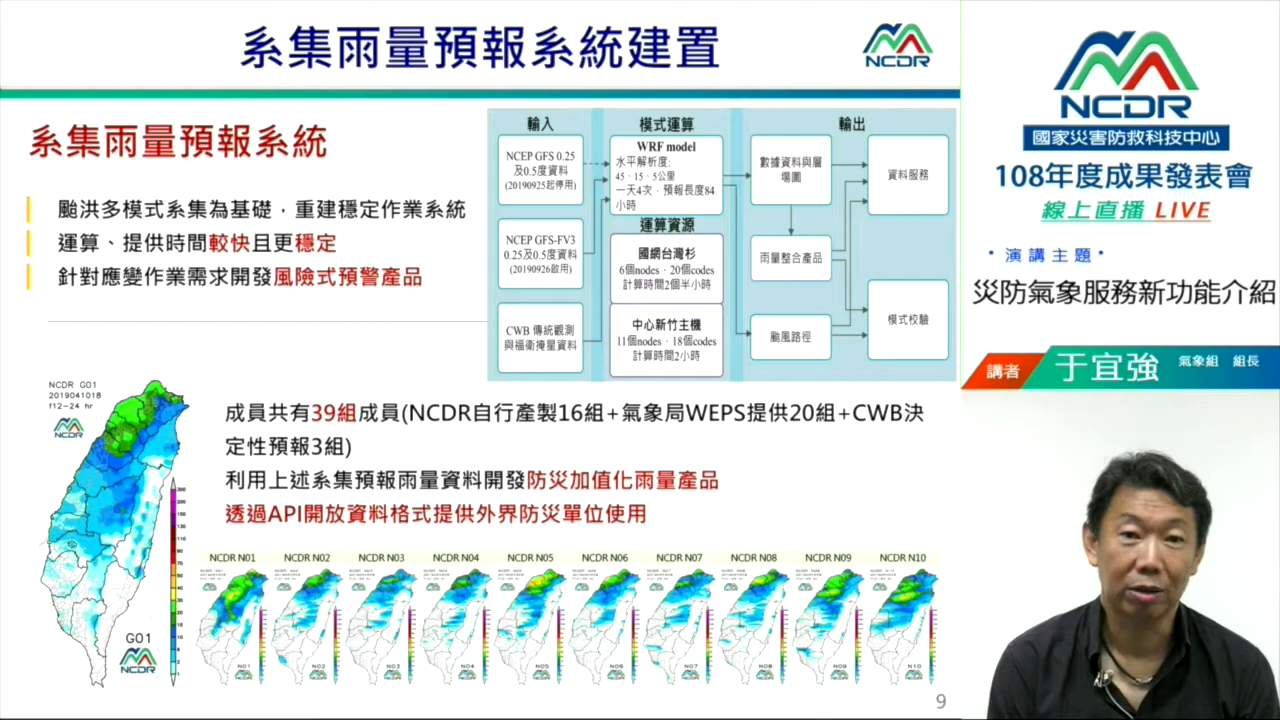 系集雨量預報系統建置
NCDR
系集雨量預報系統
颱洪多模式系集為基礎，重建穩定作業系統
運算、提供時間較快且更穩定
針對應變作業需求開發風險式預警產品
輸入
NCEP GFS 0.25
及0.5度資料
(20190925起停用)
NCEP GFS-FV3
0.25及0.5度資料
(20190926啟用)
CWB 傳統觀測
與福衛掩星資料
模式運算
WRF model
水平解析度:
45、15、5公里
一天4次，預報長度84
小時
運算資源
國網台灣杉
6個nodes、20個codes
計算時間2個半小時
中心新竹主機
11個nodes、18個codes
計算時間2小時
輸出
數據資料與層
場圖
雨量整合產品
颱風路徑
資料服務
模式校驗
NCDR G01
2019041018
f12-24 hr
NCDR
G01
NCDR
成員共有39組成員(NCDR自行產製16組+氣象局WEPS提供20組+CWB決
定性預報3組)
利用上述系集預報雨量資料開發防災加值化雨量產品
透過API開放資料格式提供外界防災單位使用
NCDR N01 NCDR N02 NCDR N03 NCDR N04 NCDR N05 NCDR N06 NCDR N07 NCDR N08 NCDR N09 NCDR N10
N01 N02 N03 N04 N05 N06 N07 N08 N09 N10
9
NCDR
國家災害防救科技中心
108年度成果發表會
線上直播 LIVE
演講主題
災防氣象服務新功能介紹
講者 于宜強 氣象組 組長